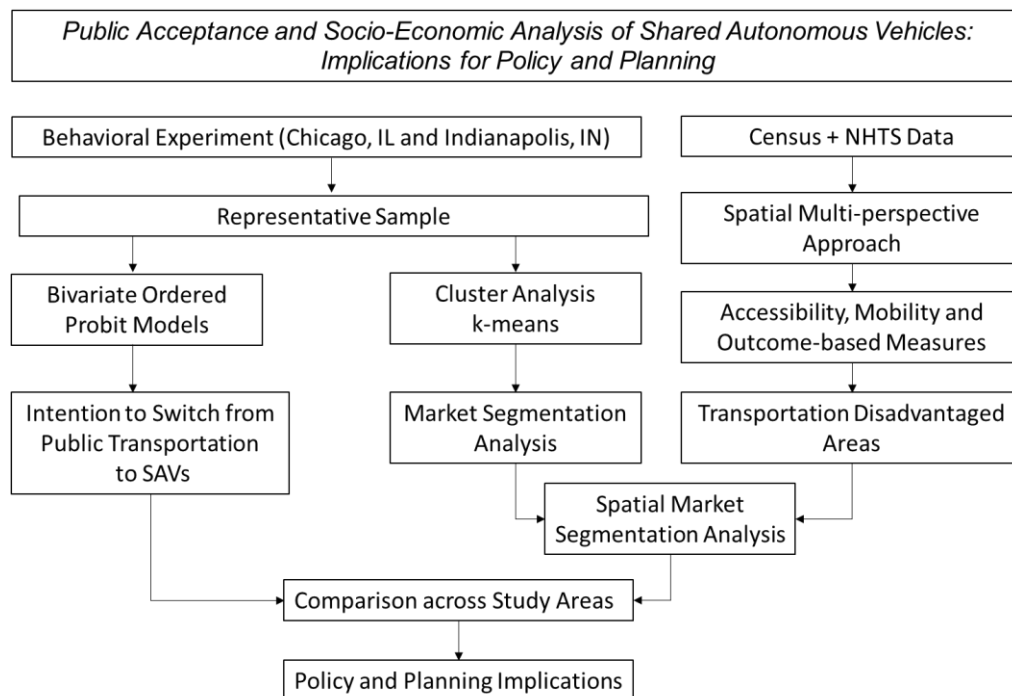 Public Acceptance and Socio-Economic Analysis of Shared Autonomous Vehicles:
Implications for Policy and Planning
Behavioral Experiment (Chicago, IL and Indianapolis, IN)
Census + NHTS Data
Representative Sample
Spatial Multi-perspective
Approach
Bivariate Ordered
Probit Models
Cluster Analysis
k-means
Accessibility, Mobility and
Outcome-based Measures
Intention to Switch from
Public Transportation
to SAVs
Market Segmentation
Analysis
Transportation Disadvantaged
Areas
Spatial Market
Segmentation Analysis
Comparison across Study Areas
Policy and Planning Implications